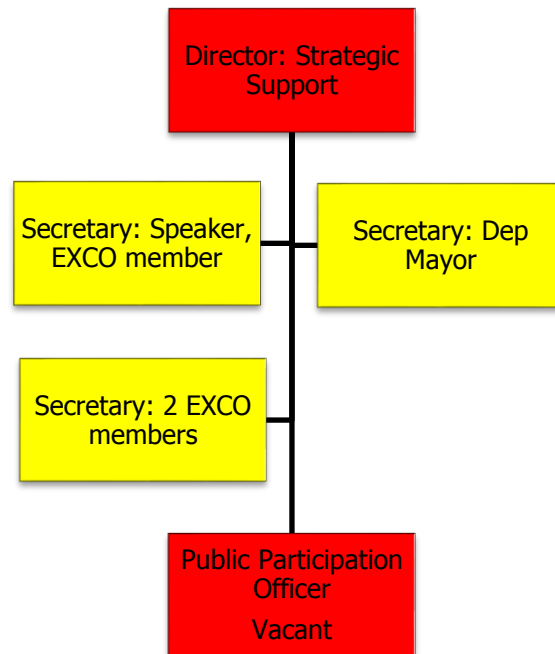 Director: Strategic
Support
Secretary: Speaker,
EXCO member
Secretary: Dep
Mayor
Secretary: 2 EXCO
members
Public Participation
Officer
Vacant